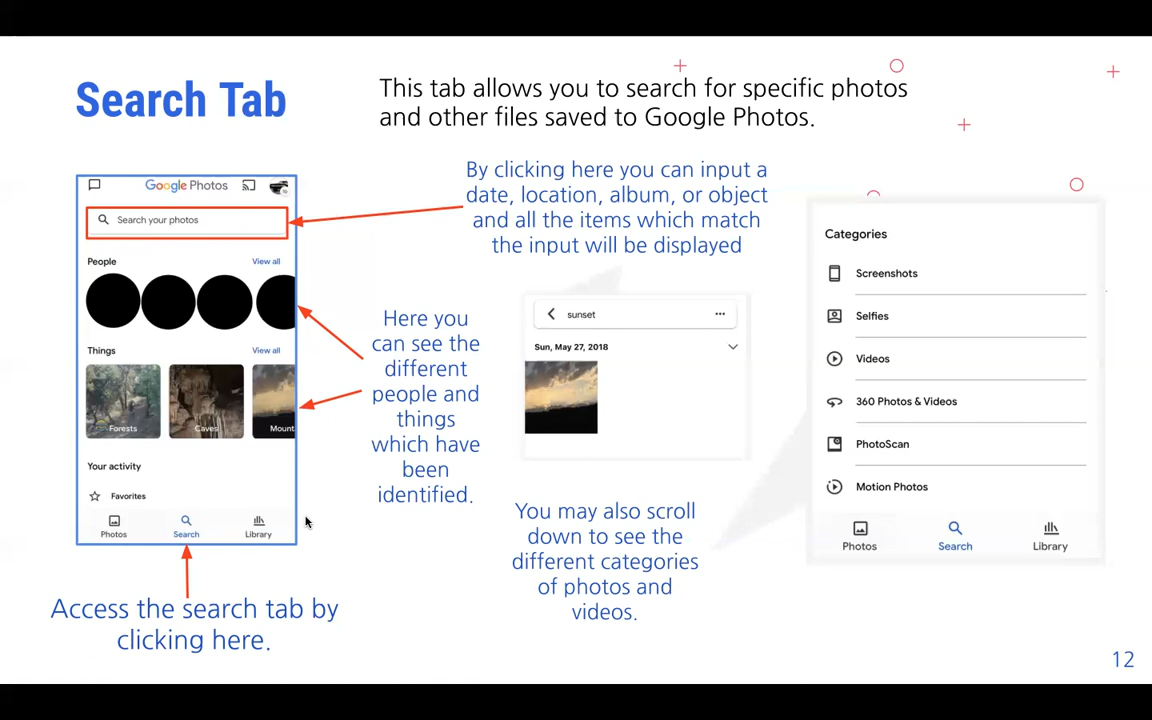 Search Tab
This tab allows you to search for specific photos
and other files saved to Google Photos.
By clicking here you can input a
date, location, album, or object
and all the items which match
the input will be displayed
Google Photos
Search your photos
People
View all
Things
View all
Forests
Caves
Mount
Your activity
Favorites
Photos
Search
Library
Access the search tab by
clicking here.
Here you
can see the
different
people and
things
which have
been
identified.
sunset
Sun, May 27, 2018
You may also scroll
down to see the
different categories
of photos and
videos.
Categories
Screenshots
Selfies
Videos
360 Photos & Videos
PhotoScan
Motion Photos
Photos
Search
Library
12